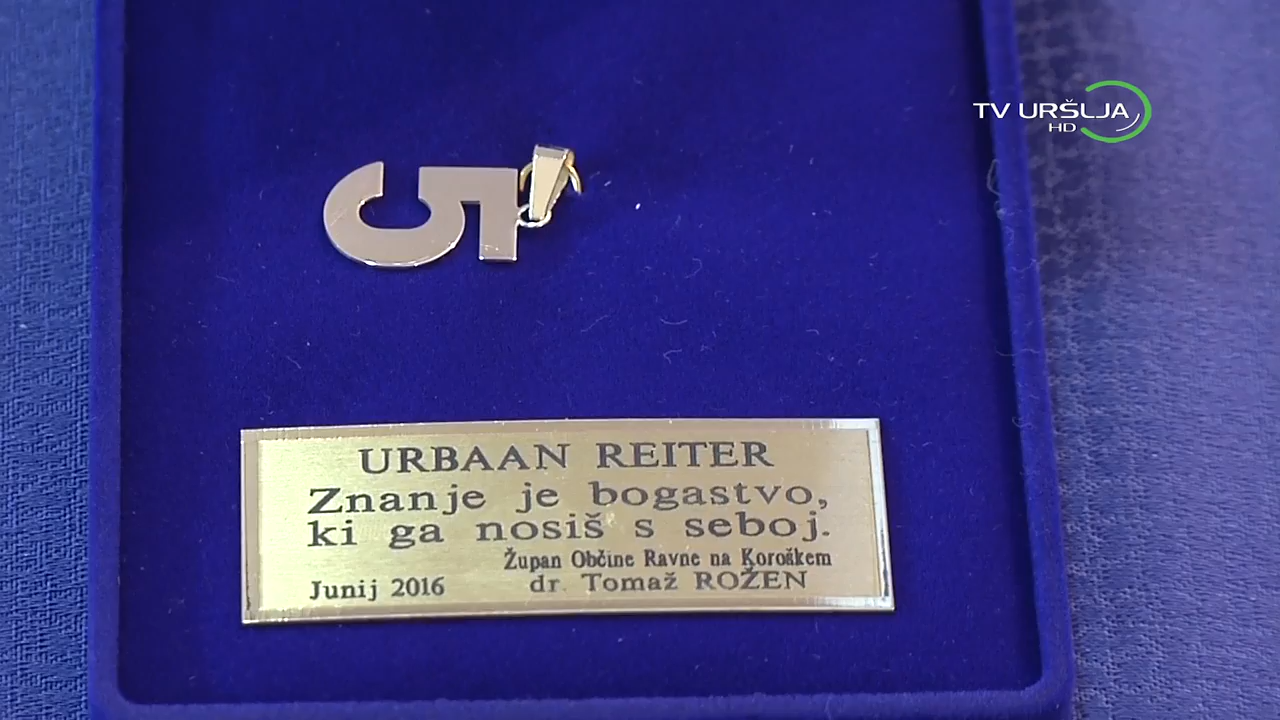 TV URŠLJA
HD
5
URBAAN REITER
Znanje je bogastvo,
ki ga nosiš s seboj.
Župan Občine Ravne na Koroškem
Junij 2016 dr. Tomaž ROŽEN